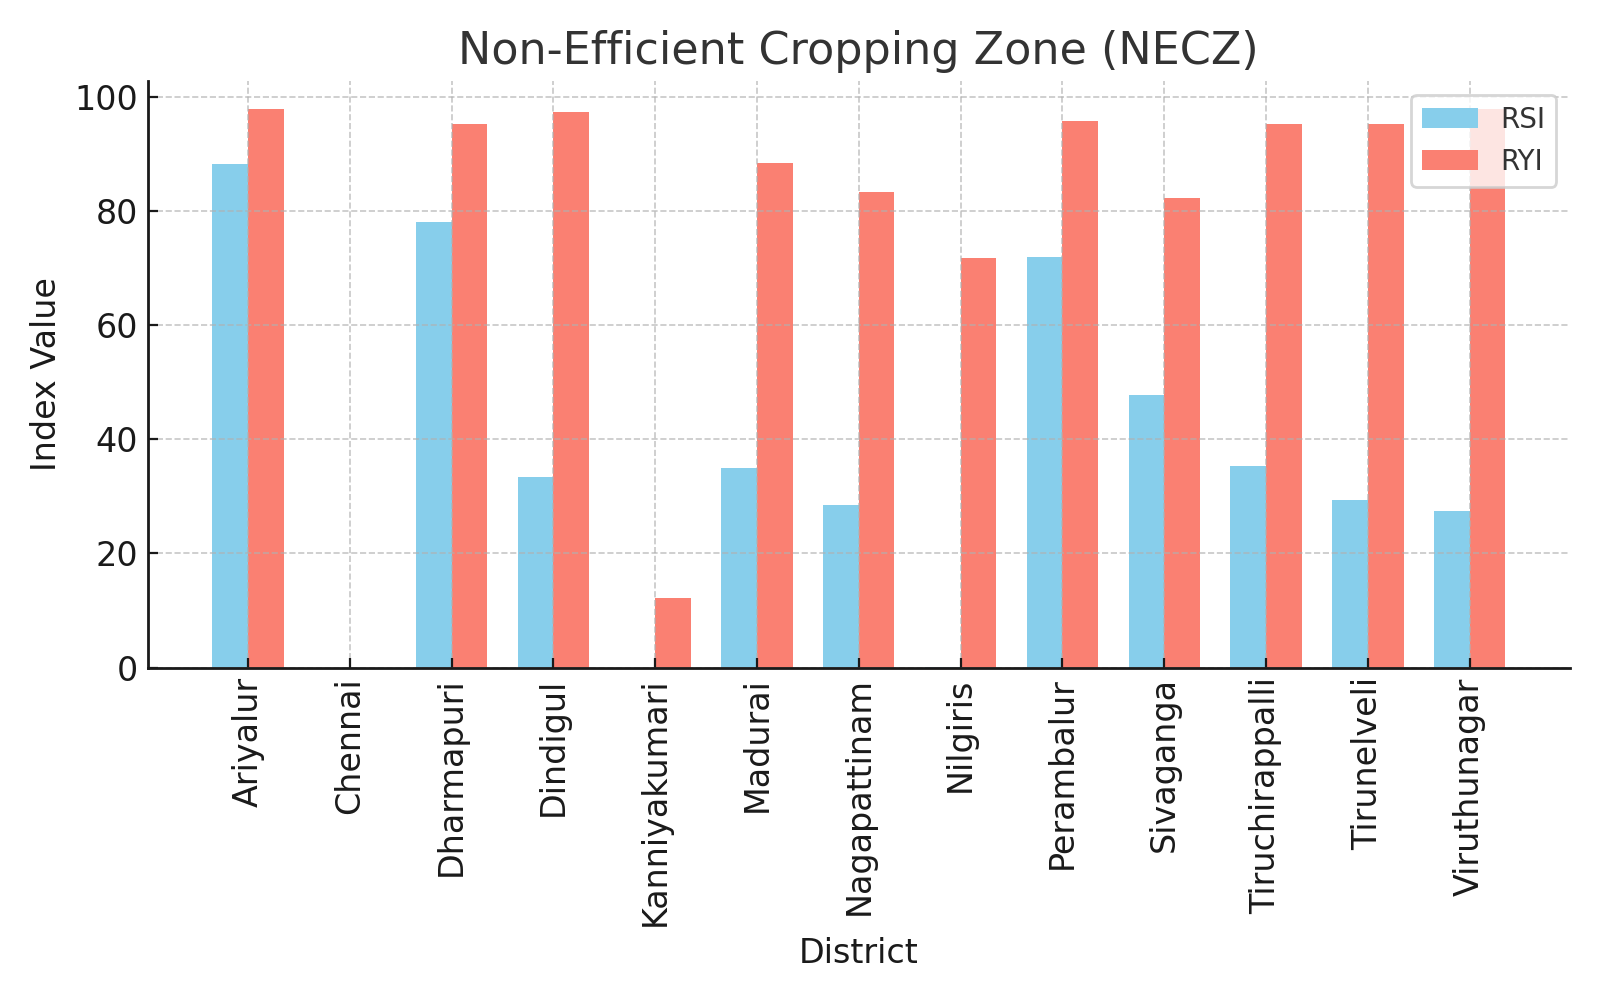 Non-Efficient Cropping Zone (NECZ)
Index Value
100
80
60
40
20
0
RSI
RYI
Ariyalur
Chennai
Dharmapuri
Dindigul
Kanniyakumari
Madurai
Nagapattinam
Nilgiris
Perambalur
Sivaganga
Tiruchirappalli
Tirunelveli
Viruthunagar
District